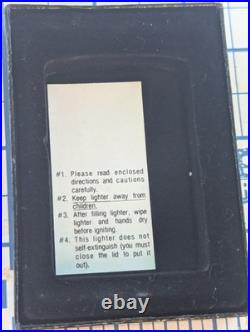 #1. Please read enclosed
directions and cautions
carefully.
#2. Keep lighter away from
children.
#3. After filling lighter, wipe
lighter and hands dry
before igniting.
#4. This lighter does not
self-extinguish (you must
close the lid to put it
out).